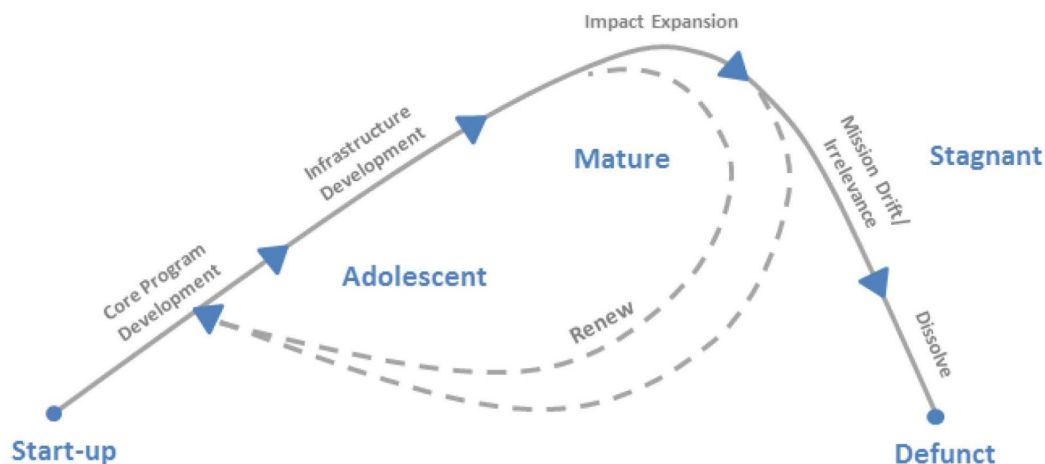 Impact Expansion
Infrastructure
Development
Mission Drift/
Irrelevance
Mature
Stagnant
Core Program
Development
Adolescent
Renew
Dissolve
Start-up
Defunct